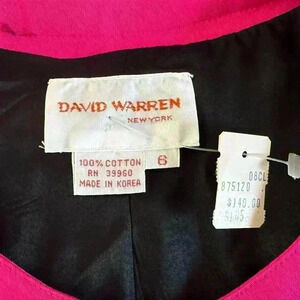 DAVID WARREN
NEW YORK
100% COTTON
RN 39960
MADE IN KOREA
6
08CL
875120
$140.00